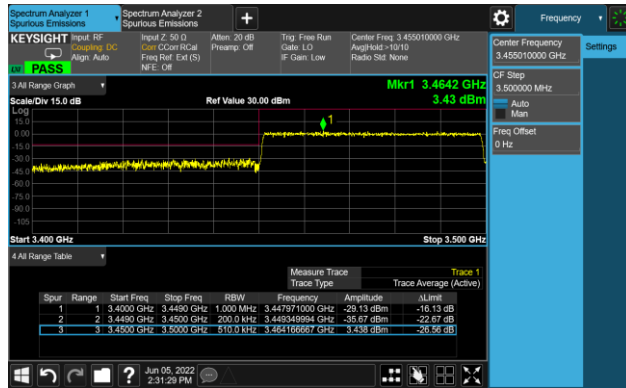 Spectrum Analyzer 1
Spurious Emissions
Spectrum Analyzer 2
Spurious Emissions
+
Frequency
KEYSIGHT
Input: RF
Coupling: DC
Align: Auto
PASS
Input Z: 50 Ω
Corr CCorr RCal
Freq Ref: Ext (S)
NFE: Off
Atten: 20 dB
Preamp: Off
Trig: Free Run
Gate: LO
IF Gain: Low
Center Freq: 3.455010000 GHz
Avg|Hold:>10/10
Radio Std: None
Center Frequency
3.455010000 GHz
Settings
CF Step
3.500000 MHz
Auto
Man
Freq Offset
0 Hz
3 All Range Graph
Mkr1 3.4642 GHz
3.43 dBm
Scale/Div 15.0 dB
Ref Value 30.00 dBm
Log
15.0
0.00
-15.0
-30.0
-45.0
-60.0
-75.0
-90.0
-105
1
Start 3.400 GHz
Stop 3.500 GHz
4 All Range Table
Measure Trace Trace 1
Trace Type Trace Average (Active)
Spur Range Start Freq Stop Freq RBW Frequency Amplitude ΔLimit
1 1 3.4000 GHz 3.4490 GHz 1.000 MHz 3.447971000 GHz -29.13 dBm -16.13 dB
2 2 3.4490 GHz 3.4500 GHz 200.0 kHz 3.449349994 GHz -35.67 dBm -22.67 dB
3 3 3.4500 GHz 3.5000 GHz 510.0 kHz 3.464166667 GHz 3.438 dBm -26.56 dB
?
Jun 05, 2022
2:31:29 PM